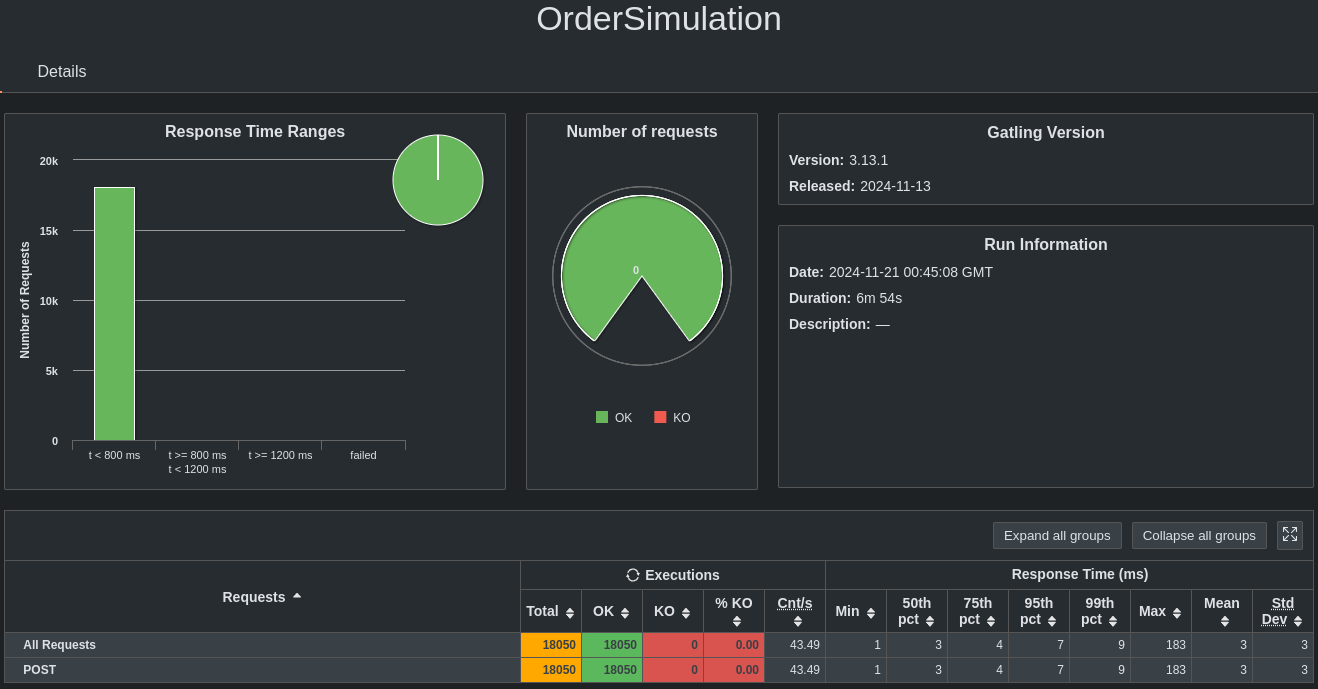 OrderSimulation
Details
Response Time Ranges
20k
15k
10k
5k
0
Number of Requests
t < 800 ms
t >= 800 ms
t < 1200 ms
t >= 1200 ms
failed
Number of requests
0
OK
KO
Gatling Version
Version: 3.13.1
Released: 2024-11-13
Run Information
Date: 2024-11-21 00:45:08 GMT
Duration: 6m 54s
Description: —
Expand all groups
Collapse all groups
Requests
Executions
Response Time (ms)
Total OK KO % KO Cnt/s Min 50th pct 75th pct 95th pct 99th pct Max Mean Std Dev
All Requests 18050 18050 0 0.00 43.49 1 3 4 7 9 183 3 3
POST 18050 18050 0 0.00 43.49 1 3 4 7 9 183 3 3